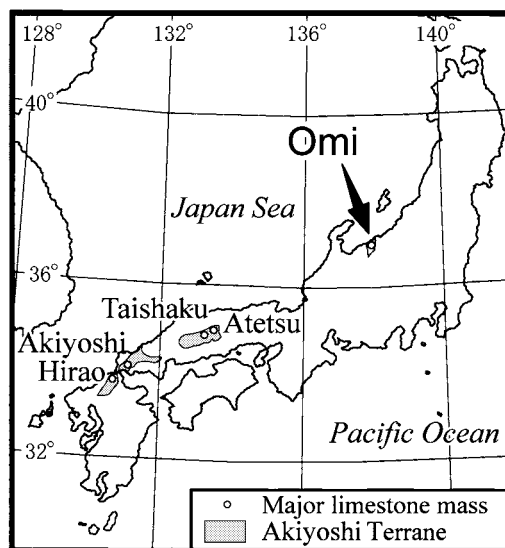 128° 132° 136° 140°
40°
Omi
Japan Sea
36°
Taishaku
Atetsu
Akiyoshi
Hirao
Pacific Ocean
32°
Major limestone mass
Akiyoshi Terrane